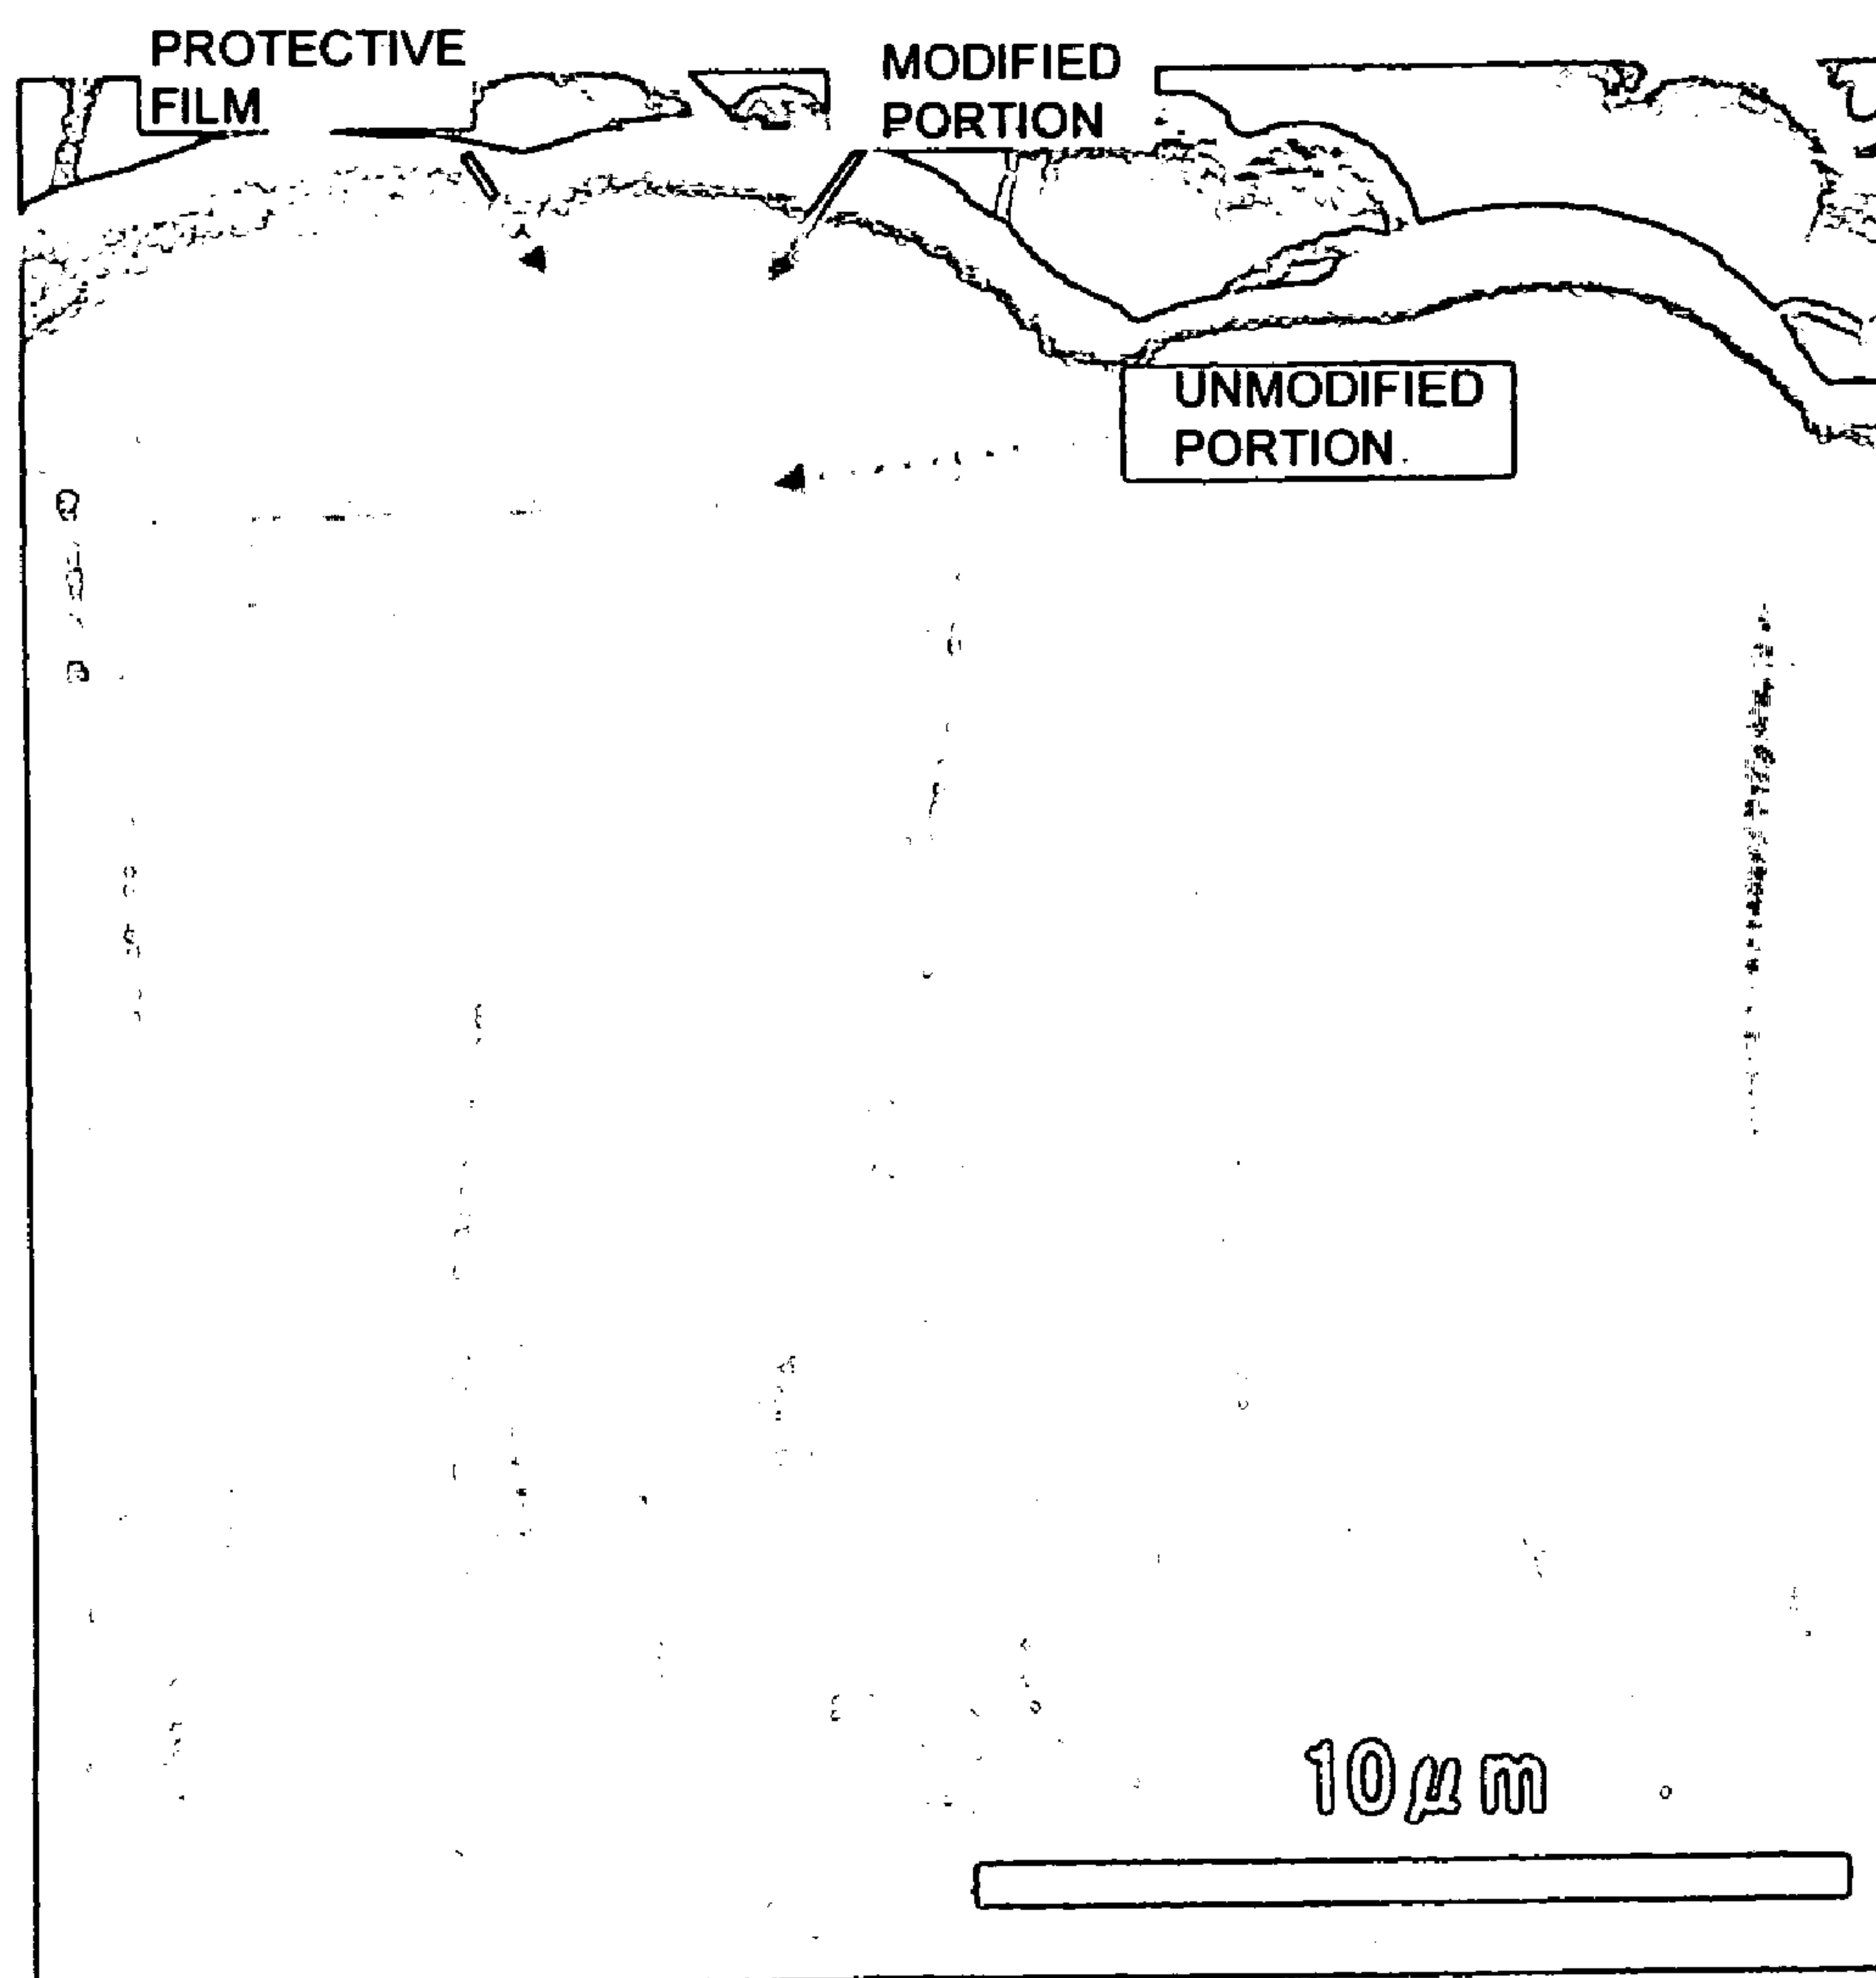 PROTECTIVE
FILM
MODIFIED
PORTION
UNMODIFIED
PORTION
10μm